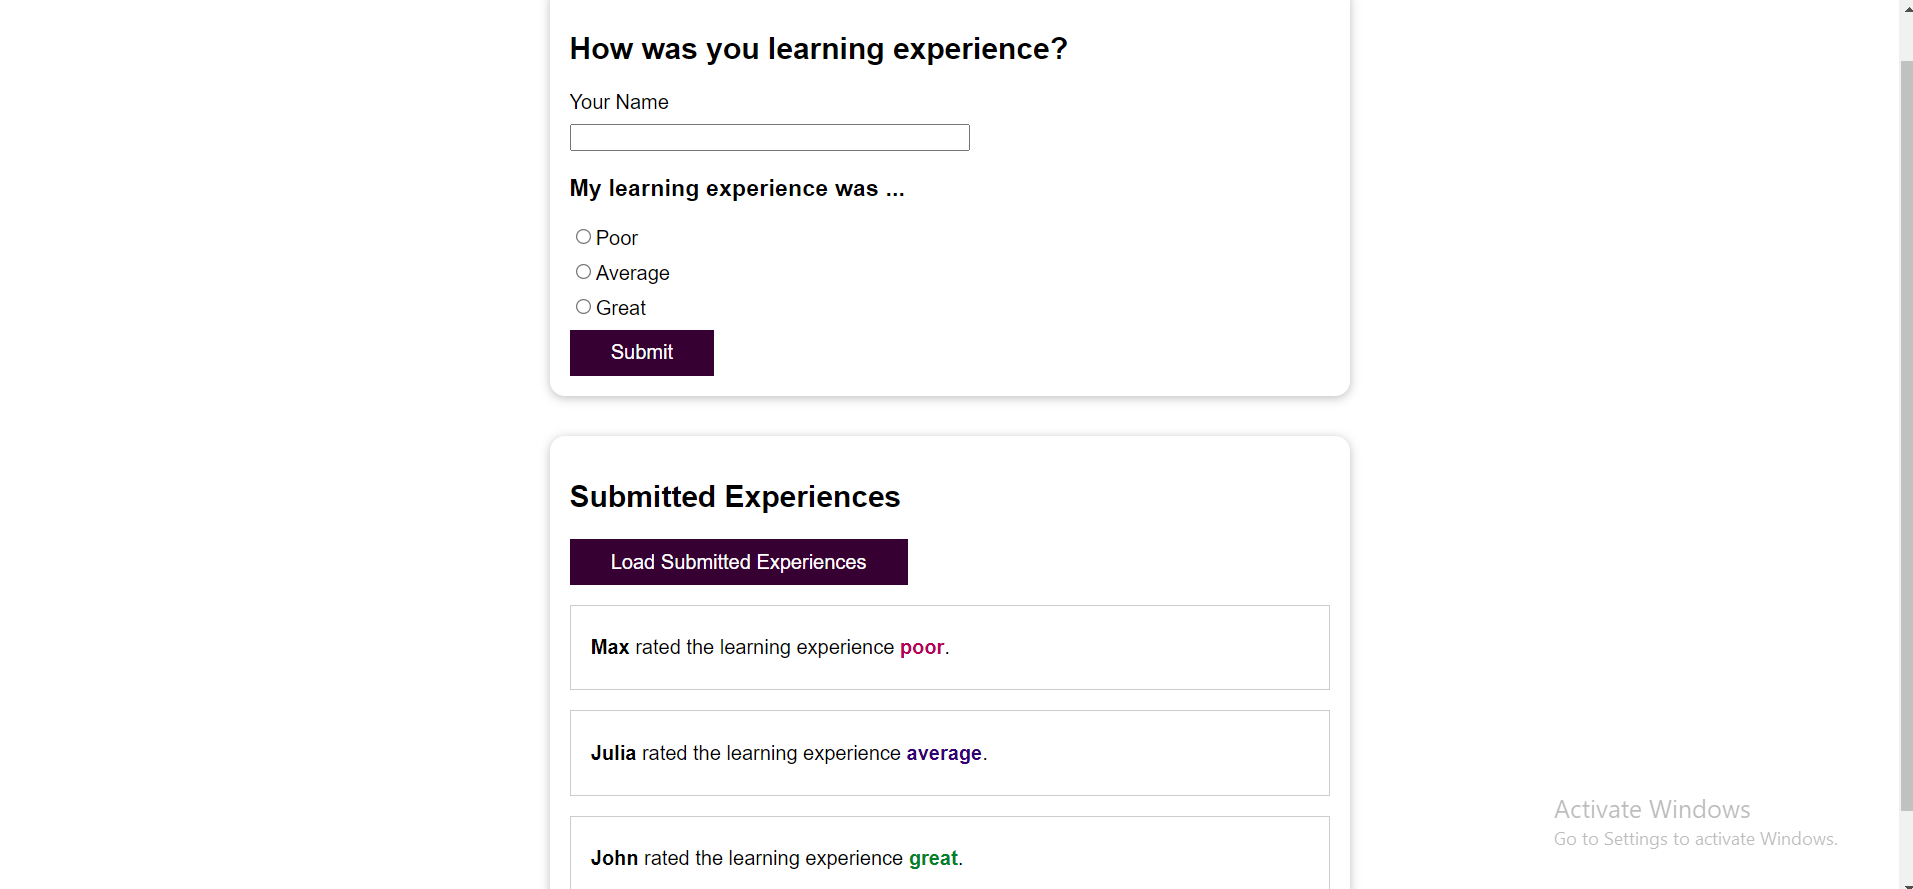 How was you learning experience?
Your Name
My learning experience was ...
Poor
Average
Great
Submit
Submitted Experiences
Load Submitted Experiences
Max rated the learning experience poor.
Julia rated the learning experience average.
John rated the learning experience great.
Activate Windows
Go to Settings to activate Windows.